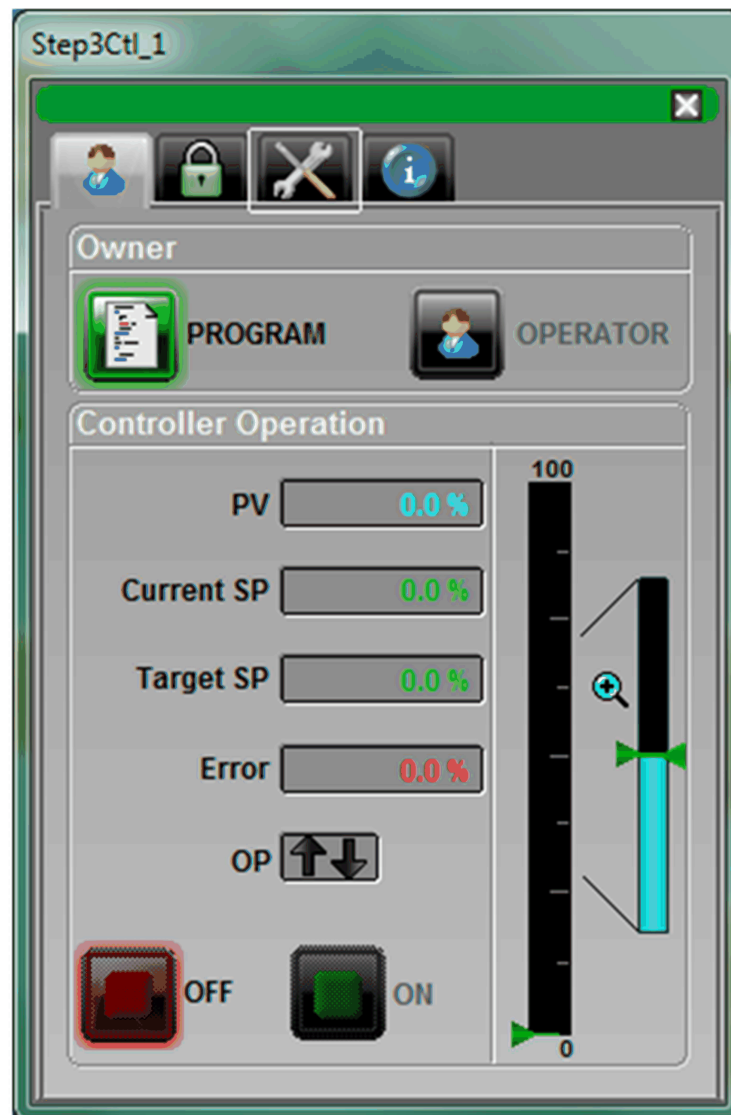 Step3Ctl_1
Owner
PROGRAM OPERATOR
Controller Operation
100
PV 0.0 %
Current SP 0.0 %
Target SP 0.0 %
Error 0.0 %
OP
OFF ON
0